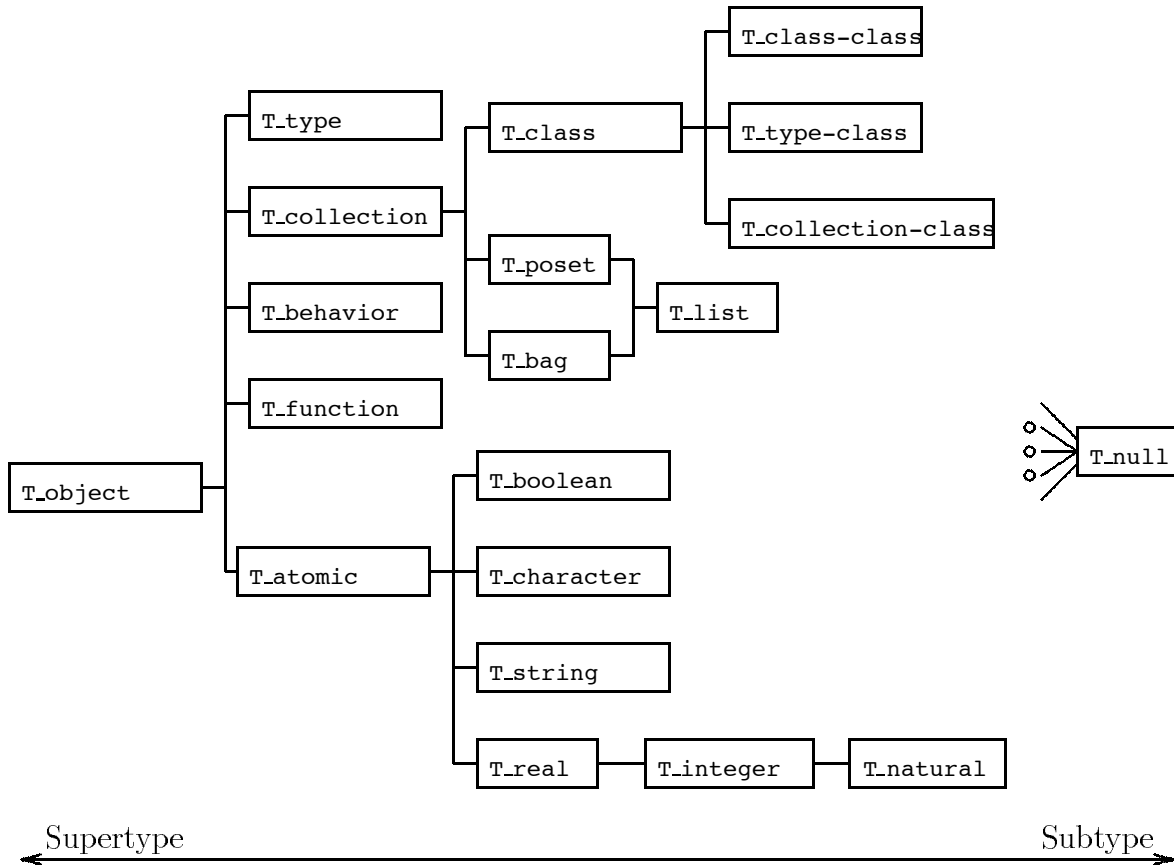 T_class-class
T_type
T_class
T_type-class
T_collection
T_collection-class
T_poset
T_behavior
T_list
T_bag
T_function
T_null
T_object
T_boolean
T_atomic
T_character
T_string
T_real
T_integer
T_natural
Supertype
Subtype